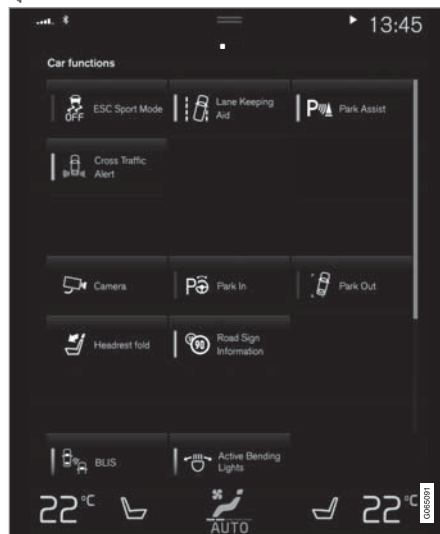 13:45
Car functions
OFF
ESC Sport Mode
Lane Keeping
Aid
P
Park Assist
Cross Traffic
Alert
Camera
P
Park In
Park Out
Headrest fold
90
Road Sign
Information
BLIS
Active Bending
Lights
22°C
AUTO
22°C
G065091